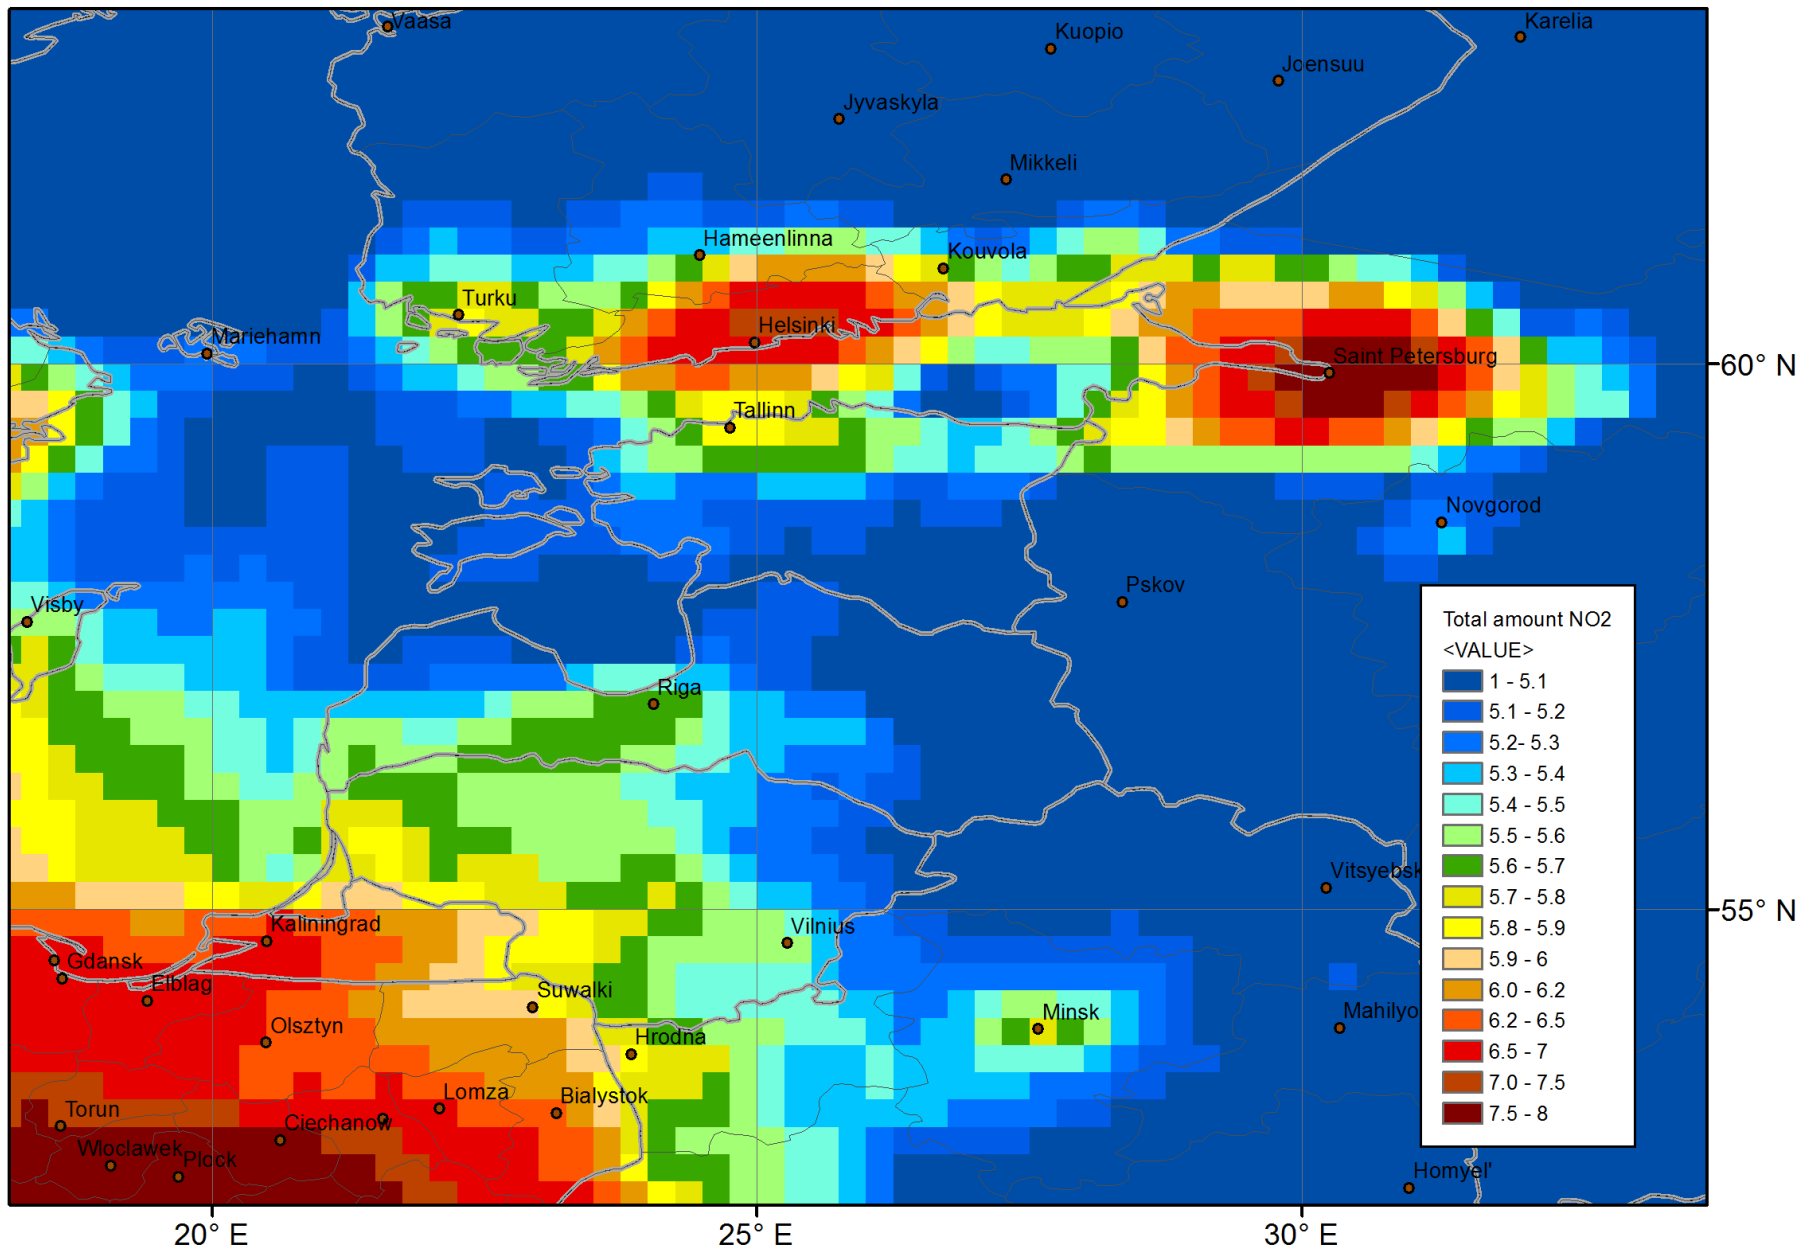 Vaasa
Kuopio
Karelia
Joensuu
Jyvaskyla
Mikkeli
Hameenlinna
Kouvola
Turku
Helsinki
Mariehamn
Saint Petersburg
60° N
Tallinn
Novgorod
Pskov
Visby
Total amount NO2
<VALUE>
1 - 5.1
5.1 - 5.2
5.2- 5.3
5.3 - 5.4
5.4 - 5.5
5.5 - 5.6
5.6 - 5.7
5.7 - 5.8
5.8 - 5.9
5.9 - 6
6.0 - 6.2
6.2 - 6.5
6.5 - 7
7.0 - 7.5
7.5 - 8
Riga
Vitsyebsk
55° N
Kaliningrad
Vilnius
Gdansk
Elblag
Suwalki
Olsztyn
Minsk
Mahilyo
Hrodna
Lomza
Bialystok
Torun
Ciechanow
Wloclawek
Plock
Homyel'
20° E
25° E
30° E